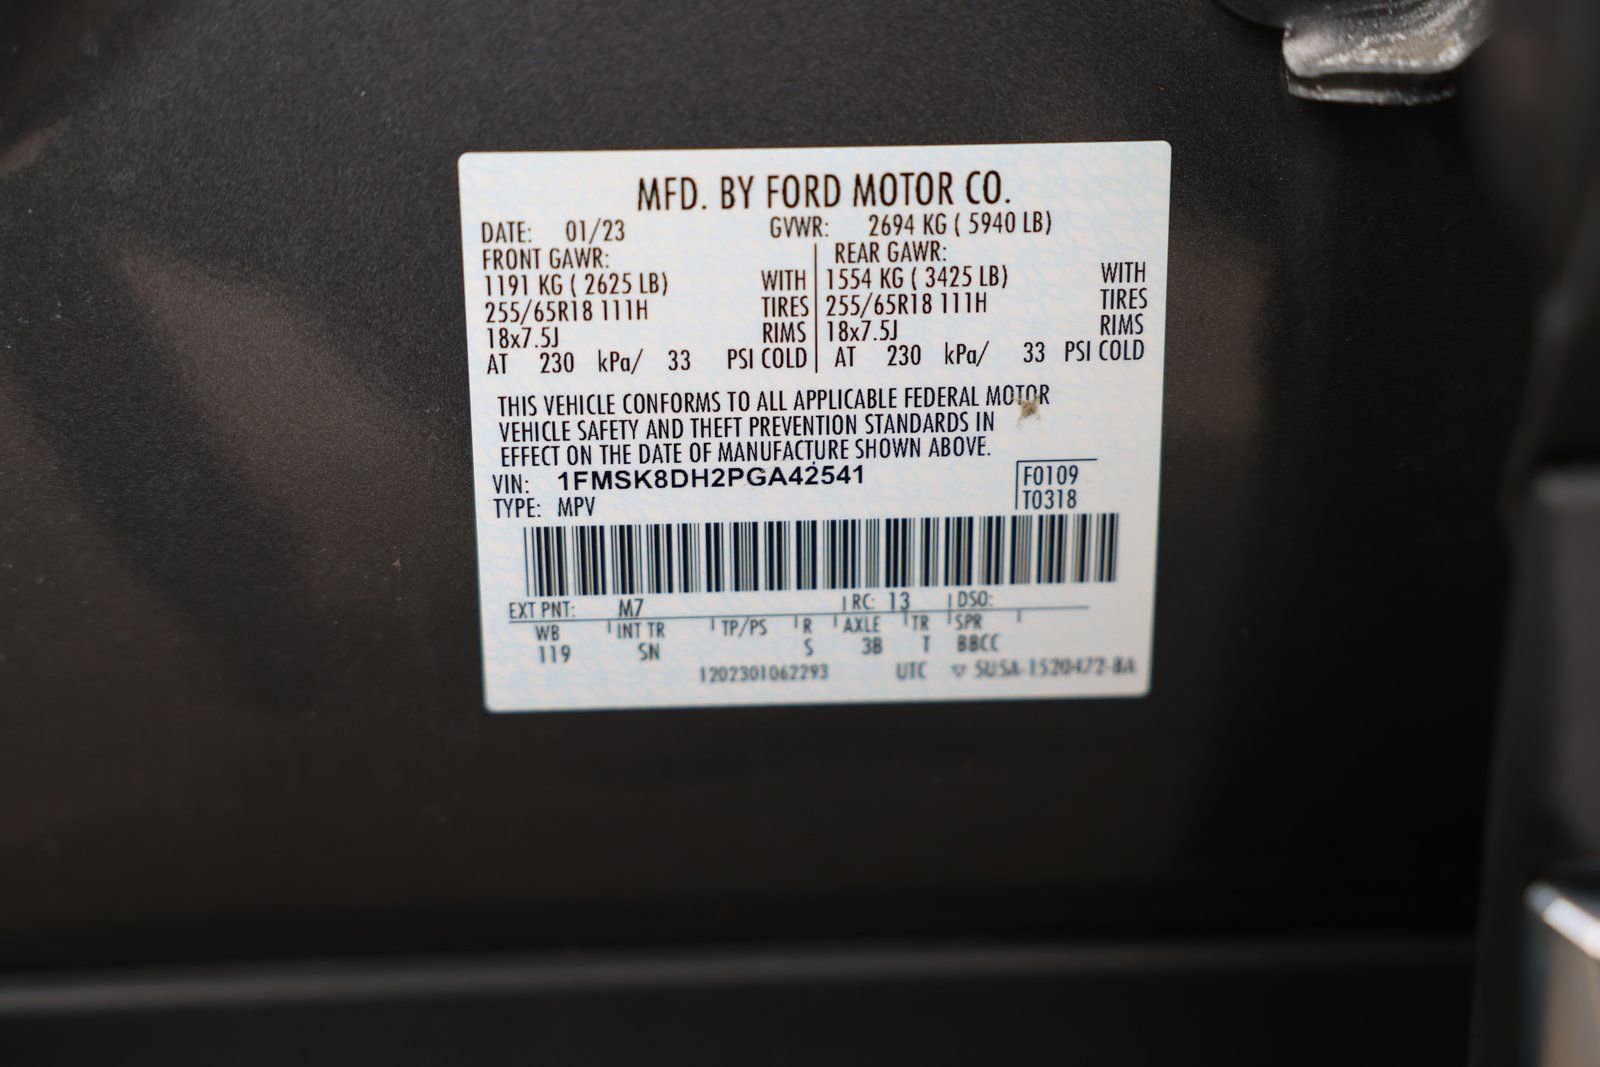 MFD. BY FORD MOTOR CO.
DATE: 01/23 GVWR: 2694 KG ( 5940 LB)
FRONT GAWR: REAR GAWR:
1191 KG ( 2625 LB) WITH 1554 KG ( 3425 LB) WITH
255/65R18 111H TIRES 255/65R18 111H TIRES
18x7.5J RIMS 18x7.5J RIMS
AT 230 kPa/ 33 PSI COLD AT 230 kPa/ 33 PSI COLD
THIS VEHICLE CONFORMS TO ALL APPLICABLE FEDERAL MOTOR
VEHICLE SAFETY AND THEFT PREVENTION STANDARDS IN
EFFECT ON THE DATE OF MANUFACTURE SHOWN ABOVE.
VIN: 1FMSK8DH2PGA42541 F0109
TYPE: MPV T0318
EXT PNT: M7 RC: 13 DSO:
WB INT TR TP/PS R AXLE TR SPR
119 SN S 3B T BBCC
1202301062293 UTC ▽ 5U5A-1520472-BA